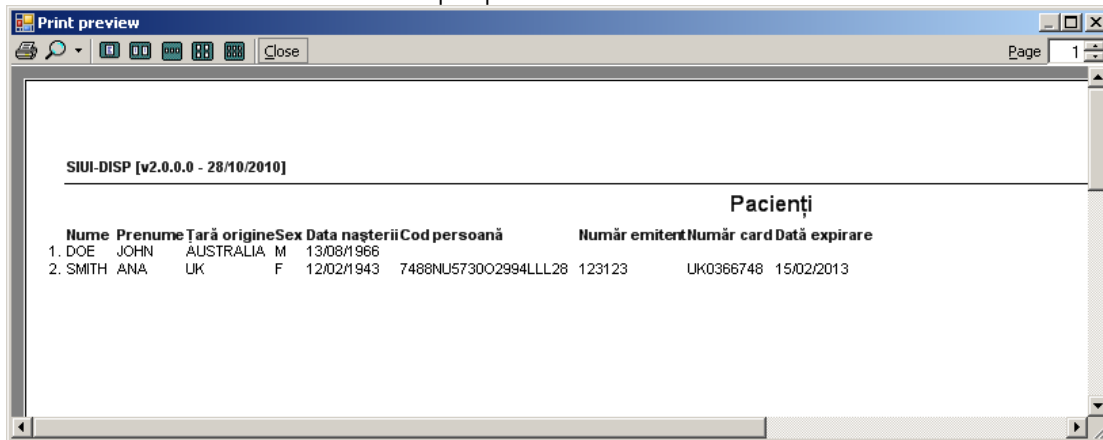 Print preview
Close Page 1
SIUI-DISP [v2.0.0.0 - 28/10/2010]
Pacienți
Nume Prenume Țară origine Sex Data naşterii Cod persoană Număr emitent Număr card Dată expirare
1. DOE JOHN AUSTRALIA M 13/08/1966
2. SMITH ANA UK F 12/02/1943 7488NU5730O2994LLL28 123123 UK0366748 15/02/2013